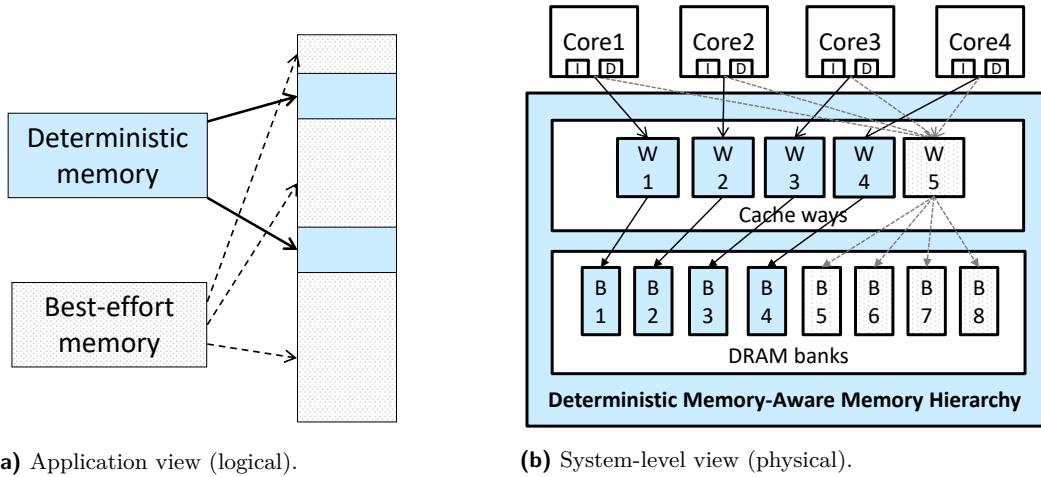 Deterministic
memory
Best-effort
memory
a) Application view (logical).
Core1 Core2 Core3 Core4
I D I D I D I D
W W W W W
1 2 3 4 5
Cache ways
B B B B B B B B
1 2 3 4 5 6 7 8
DRAM banks
Deterministic Memory-Aware Memory Hierarchy
(b) System-level view (physical).